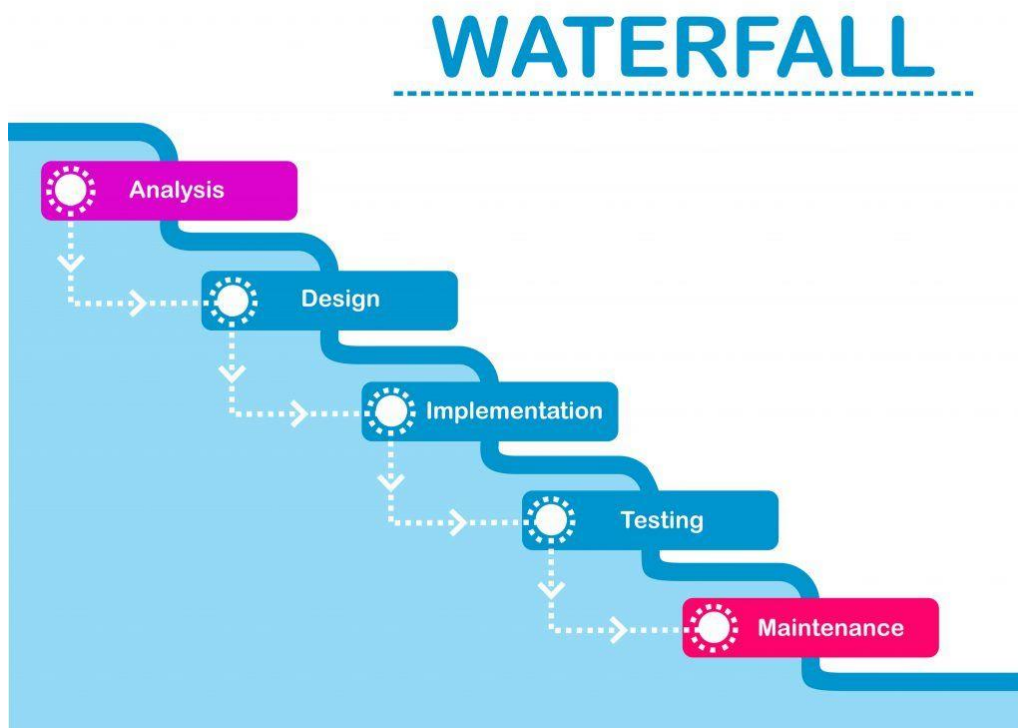 WATERFALL
Analysis
Design
Implementation
Testing
Maintenance